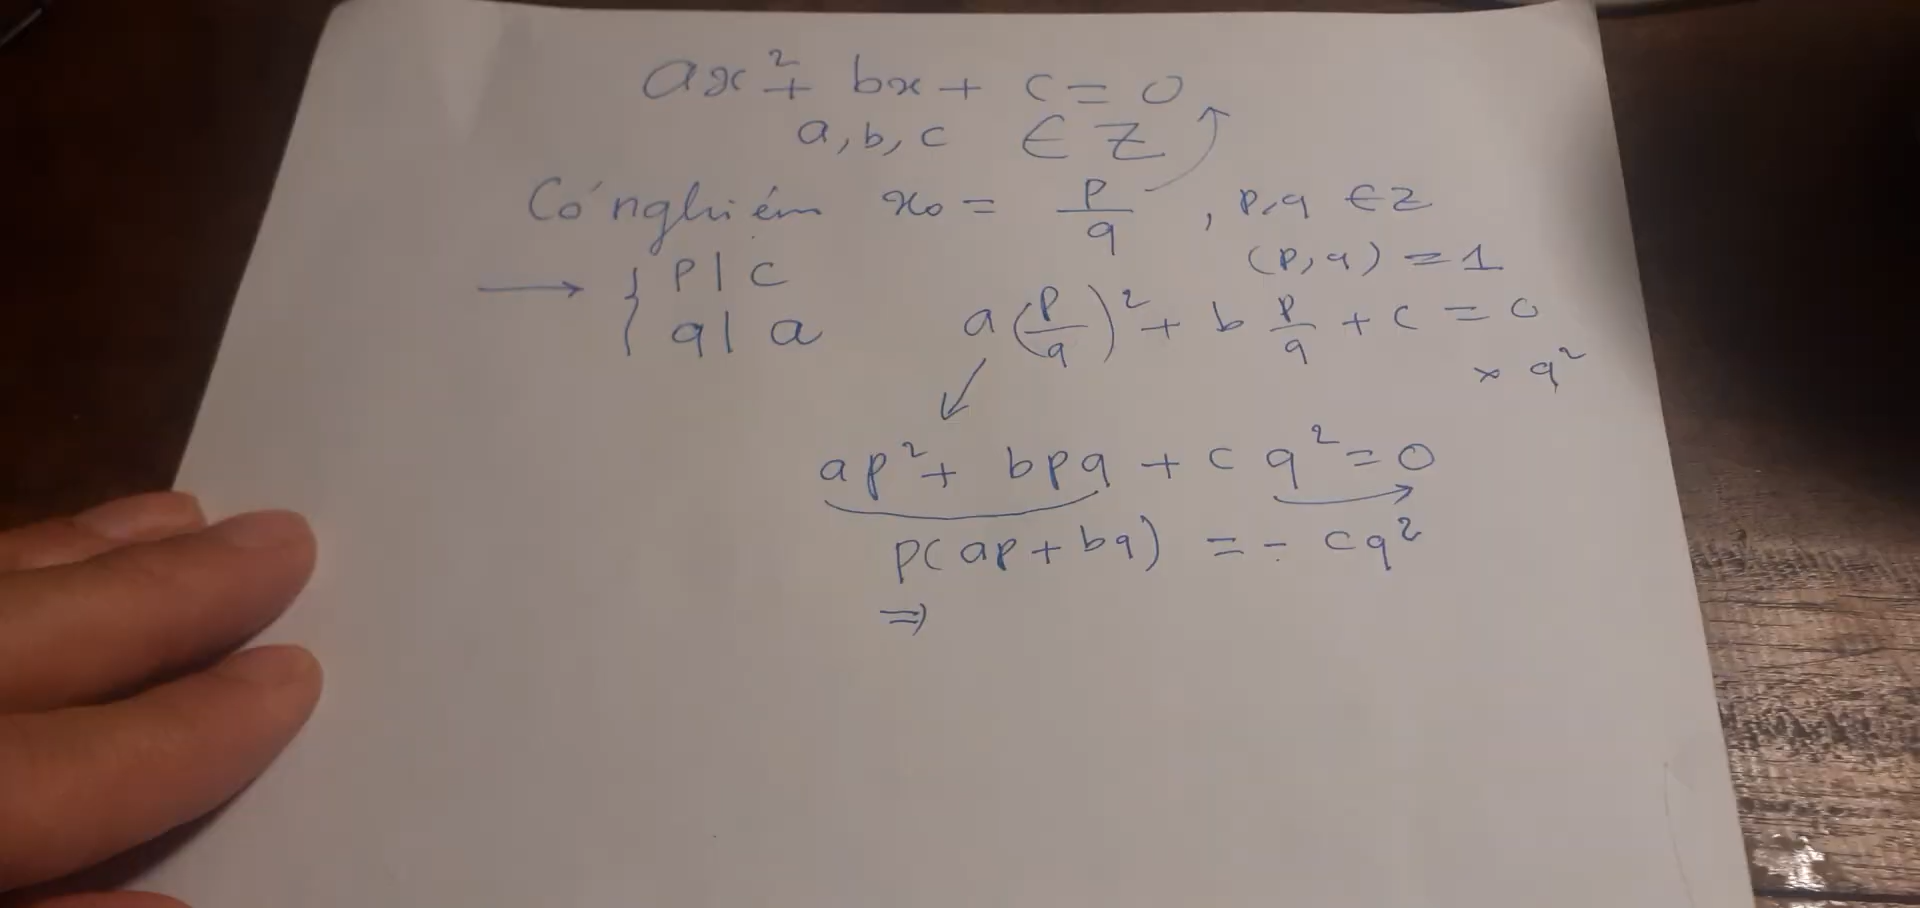 ax² + bx + c = 0
a, b, c ∈ Z
Có nghiệm x₀ = p/q , p,q ∈ Z
(p,q) = 1
→ { p | c
q | a
a(p/q)² + b p/q + c = 0
× q²
ap² + bpq + cq² = 0
p(ap + bq) = - cq²
⇒